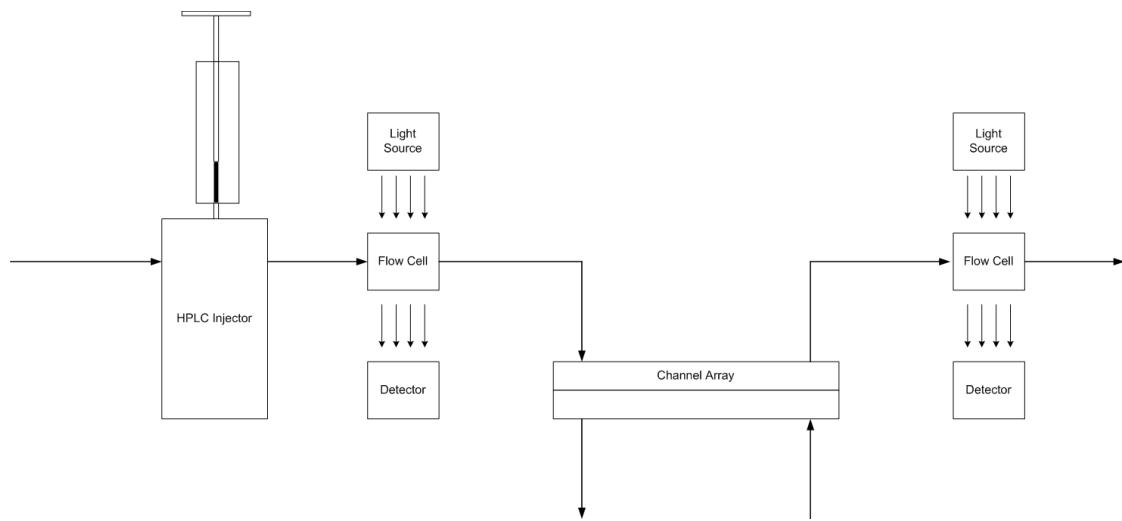 Light
Source
Light
Source
Flow Cell
Flow Cell
HPLC Injector
Channel Array
Detector
Detector